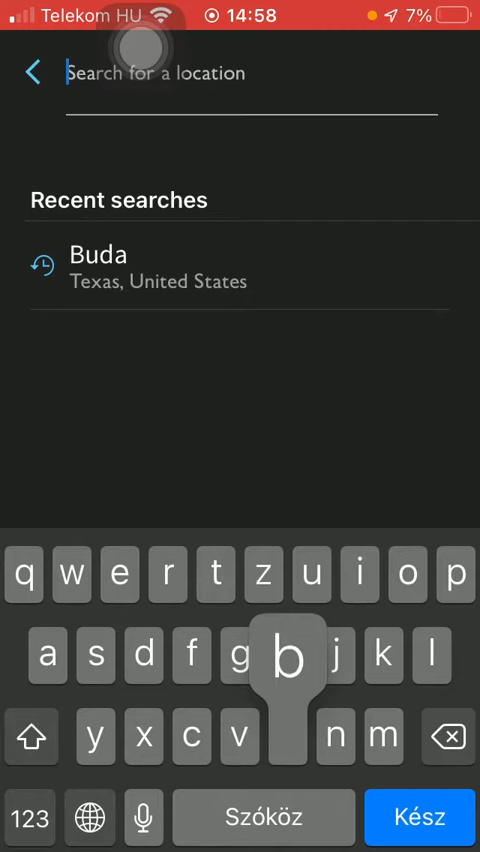 Telekom HU 14:58 7%
Search for a location
Recent searches
Buda
Texas, United States
q w e r t z u i o p
a s d f g b j k l
y x c v n m
123 Szóköz Kész